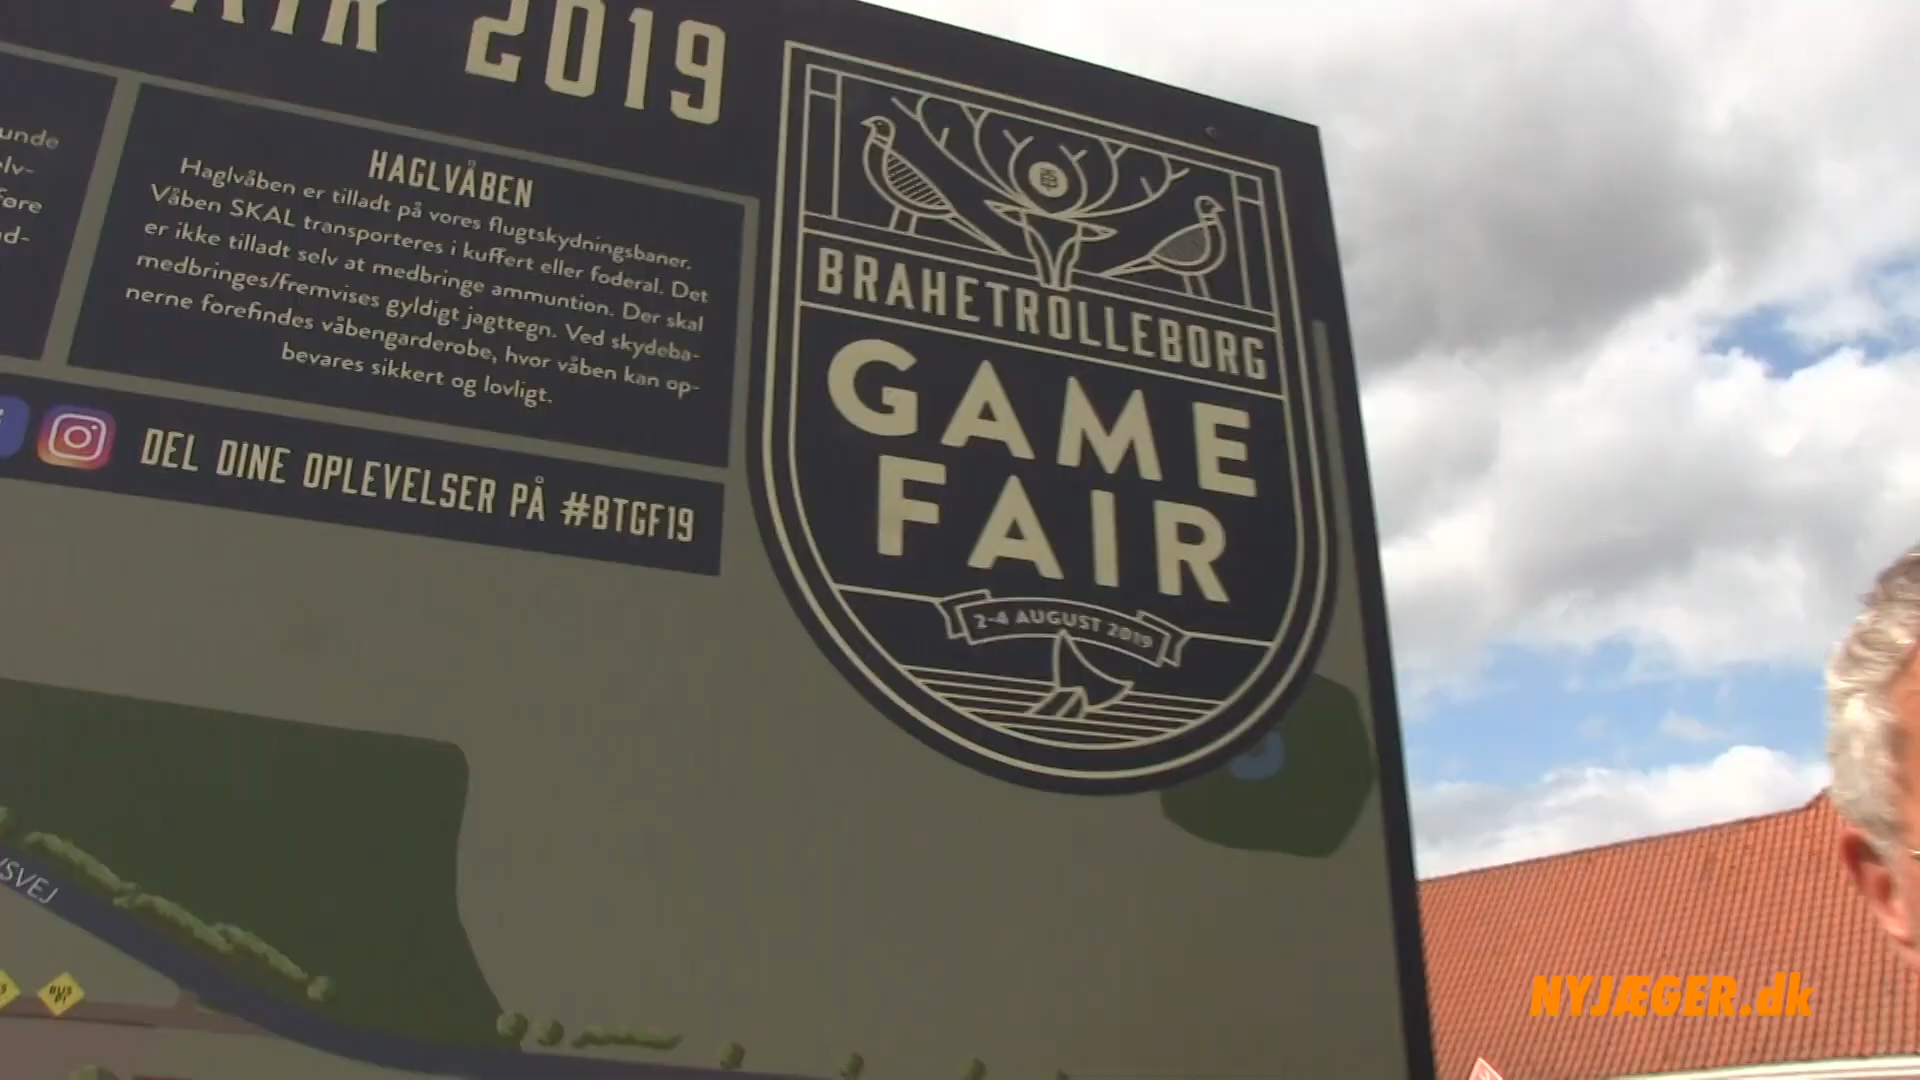 2019
unde
elv-
føre
HAGLVÅBEN
Haglvåben er tilladt på vores flugtskydningsbaner.
Våben SKAL transporteres i kuffert eller foderal. Det
er ikke tilladt selv at medbringe ammuntion. Der skal
medbringes/fremvises gyldigt jagttegn. Ved skydeba-
nerne forefindes våbengarderobe, hvor våben kan op-
bevares sikkert og lovligt.
DEL DINE OPLEVELSER PÅ #BTGF19
BRAHETROLLEBORG
GAME
FAIR
2-4 AUGUST 2019
SVEJ
NYJÆGER.dk